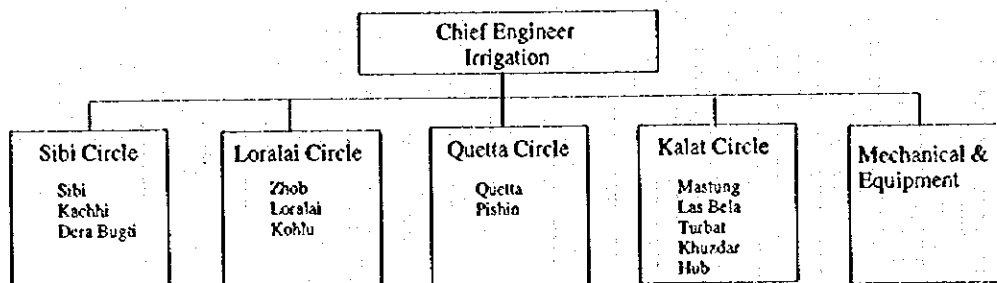 Chief Engineer
Irrigation
Sibi Circle
Sibi
Kachhi
Dera Bugti
Loralai Circle
Zhob
Loralai
Kohlu
Quetta Circle
Quetta
Pishin
Kalat Circle
Mastung
Las Bela
Turbat
Khuzdar
Hub
Mechanical &
Equipment